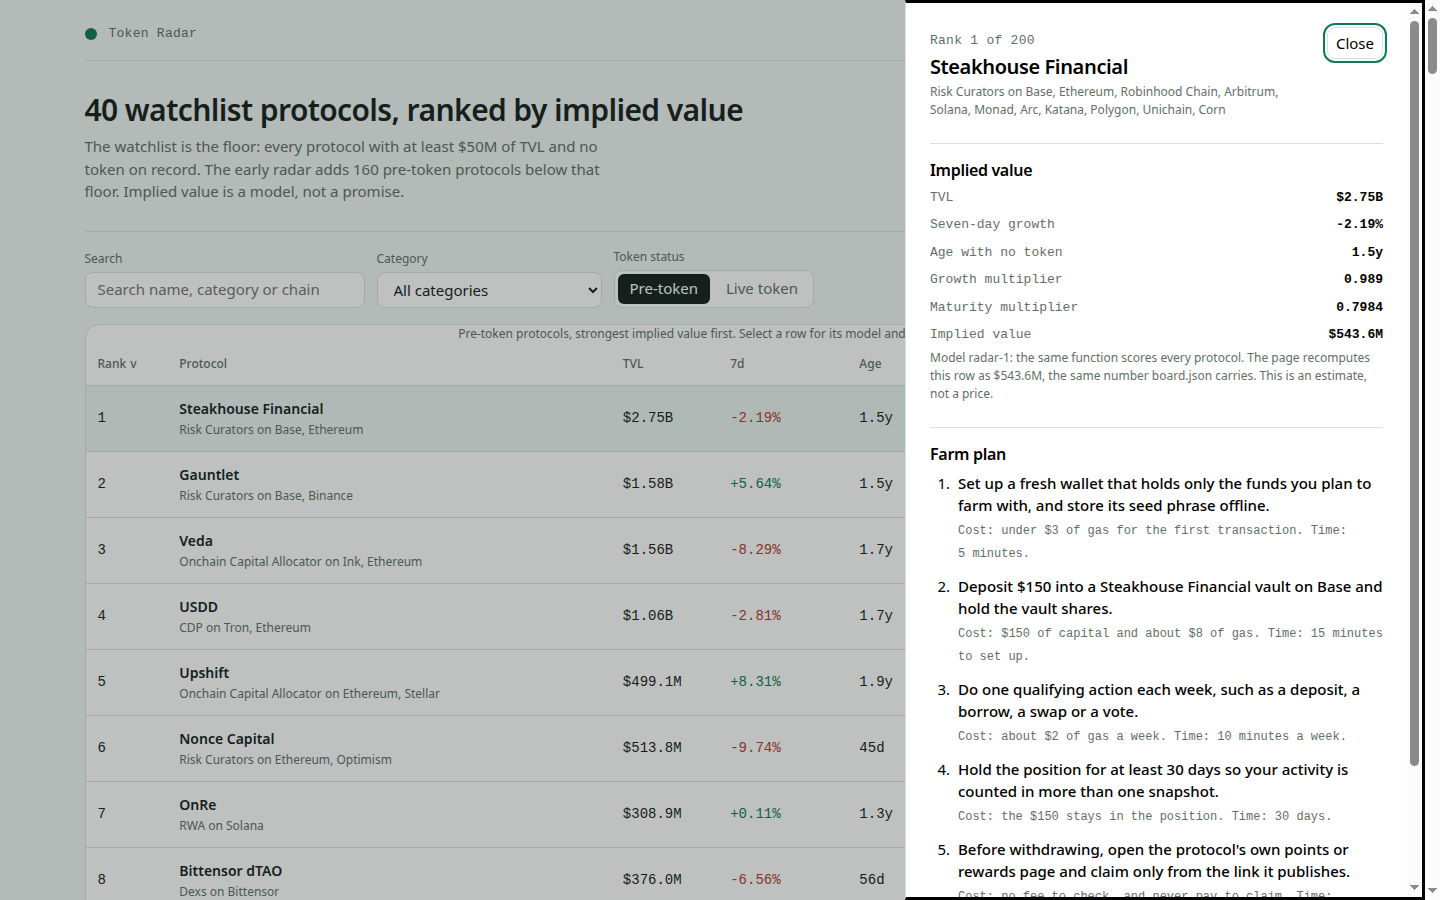 Token Radar
40 watchlist protocols, ranked by implied value
The watchlist is the floor: every protocol with at least $50M of TVL and no
token on record. The early radar adds 160 pre-token protocols below that
floor. Implied value is a model, not a promise.
Search
Category
Token status
Search name, category or chain
All categories
Pre-token
Live token
Pre-token protocols, strongest implied value first. Select a row for its model and
Rank v
Protocol
TVL
7d
Age
1
Steakhouse Financial
Risk Curators on Base, Ethereum
$2.75B
-2.19%
1.5y
2
Gauntlet
Risk Curators on Base, Binance
$1.58B
+5.64%
1.5y
3
Veda
Onchain Capital Allocator on Ink, Ethereum
$1.56B
-8.29%
1.7y
4
USDD
CDP on Tron, Ethereum
$1.06B
-2.81%
1.7y
5
Upshift
Onchain Capital Allocator on Ethereum, Stellar
$499.1M
+8.31%
1.9y
6
Nonce Capital
Risk Curators on Ethereum, Optimism
$513.8M
-9.74%
45d
7
OnRe
RWA on Solana
$308.9M
+0.11%
1.3y
8
Bittensor dTAO
Dexs on Bittensor
$376.0M
-6.56%
56d
Rank 1 of 200
Close
Steakhouse Financial
Risk Curators on Base, Ethereum, Robinhood Chain, Arbitrum,
Solana, Monad, Arc, Katana, Polygon, Unichain, Corn
Implied value
TVL
$2.75B
Seven-day growth
-2.19%
Age with no token
1.5y
Growth multiplier
0.989
Maturity multiplier
0.7984
Implied value
$543.6M
Model radar-1: the same function scores every protocol. The page recomputes
this row as $543.6M, the same number board.json carries. This is an estimate,
not a price.
Farm plan
1. Set up a fresh wallet that holds only the funds you plan to
farm with, and store its seed phrase offline.
Cost: under $3 of gas for the first transaction. Time:
5 minutes.
2. Deposit $150 into a Steakhouse Financial vault on Base and
hold the vault shares.
Cost: $150 of capital and about $8 of gas. Time: 15 minutes
to set up.
3. Do one qualifying action each week, such as a deposit, a
borrow, a swap or a vote.
Cost: about $2 of gas a week. Time: 10 minutes a week.
4. Hold the position for at least 30 days so your activity is
counted in more than one snapshot.
Cost: the $150 stays in the position. Time: 30 days.
5. Before withdrawing, open the protocol's own points or
rewards page and claim only from the link it publishes.
Cost: no fee to check, and never pay to claim. Time: